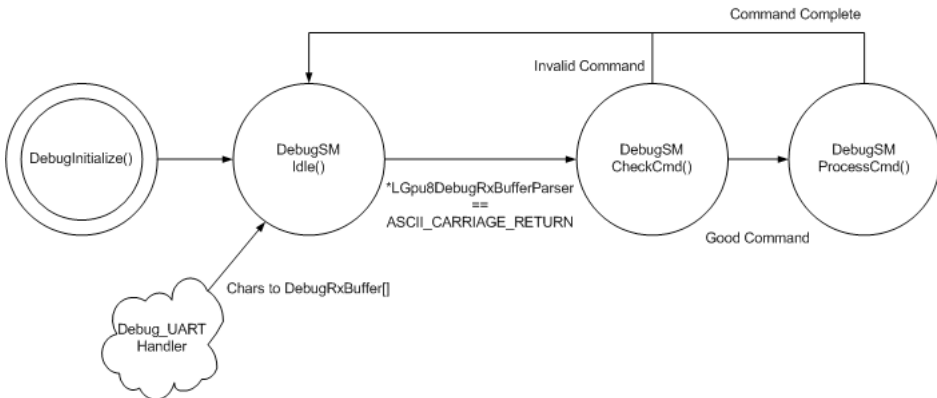 Command Complete
Invalid Command
DebugInitialize()
DebugSM
Idle()
DebugSM
CheckCmd()
DebugSM
ProcessCmd()
*LGpu8DebugRxBufferParser
==
ASCII_CARRIAGE_RETURN
Good Command
Chars to DebugRxBuffer[]
Debug_UART
Handler